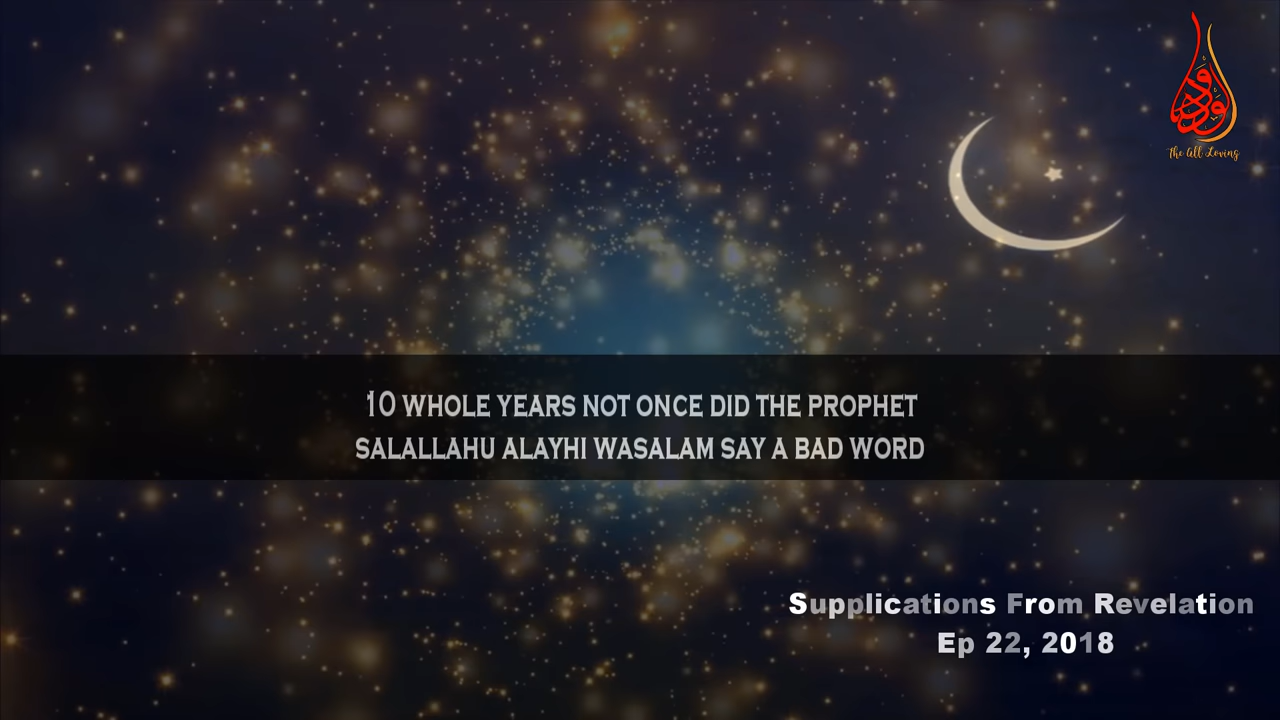 الودود
The All Loving
10 WHOLE YEARS NOT ONCE DID THE PROPHET
SALALLAHU ALAYHI WASALAM SAY A BAD WORD
Supplications From Revelation
Ep 22, 2018